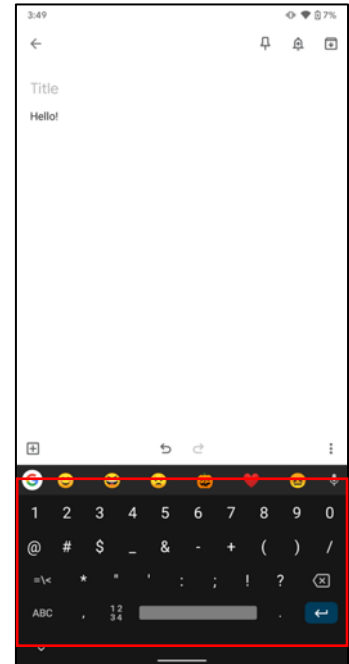 3:49 7%
Title
Hello!
G
1 2 3 4 5 6 7 8 9 0
@ # $ _ & - + ( ) /
=\< * " ' : ; ! ?
ABC , 12 .
34